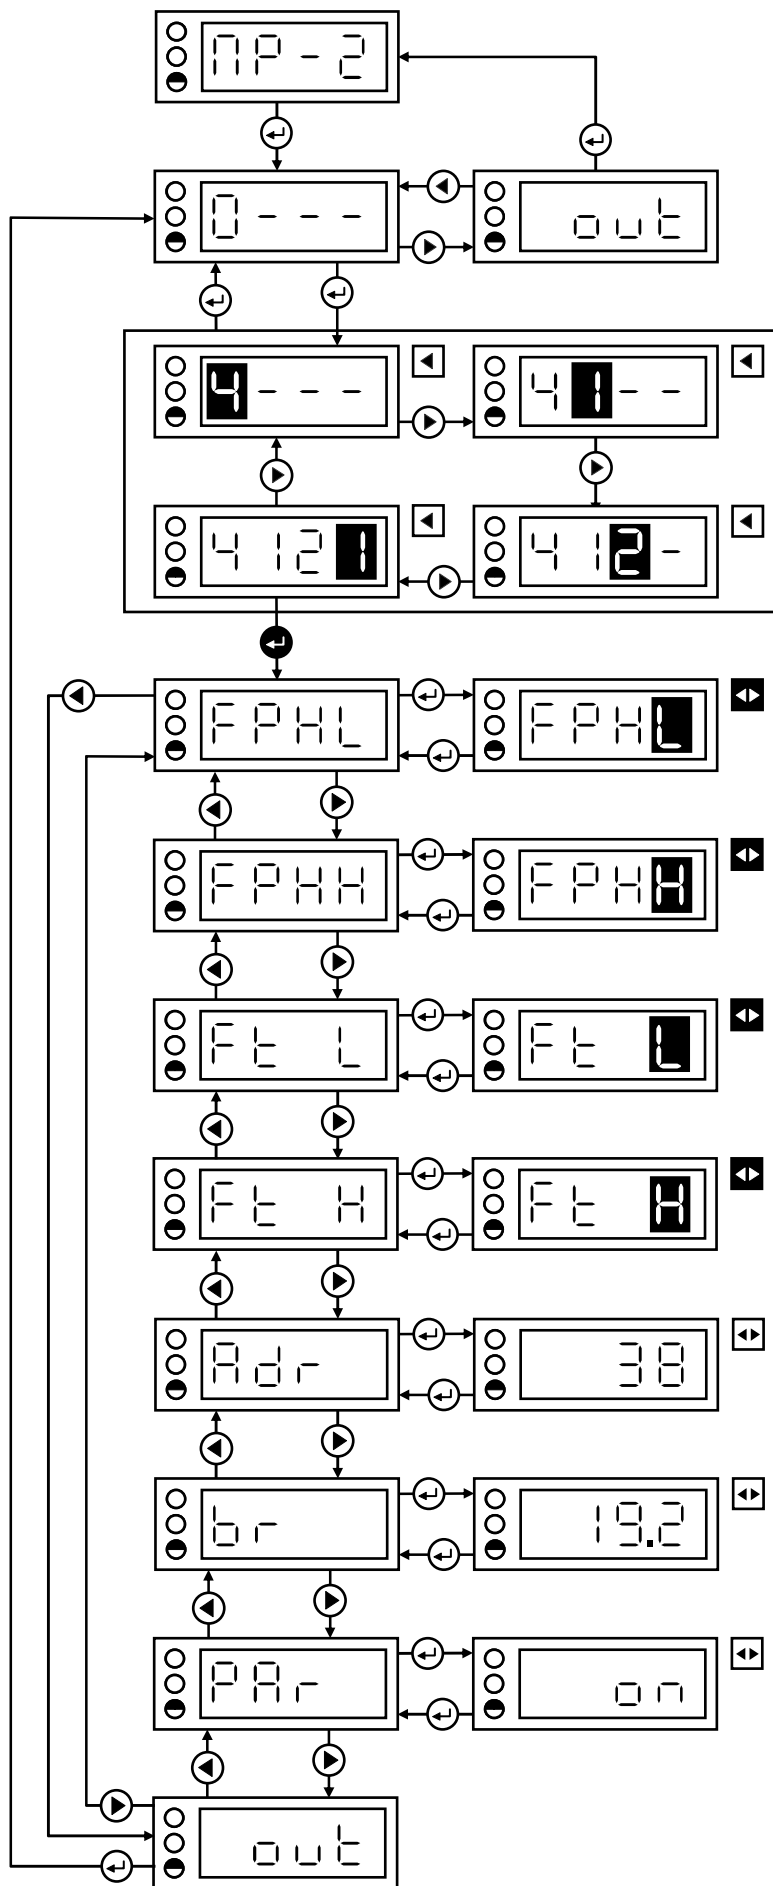 ПP-2
0---
out
4---
41--
4121
412-
FPHL
FPHL
FPHH
FPHH
Ft L
Ft L
Ft H
Ft H
Adr
38
br
19.2
PAr
on
out